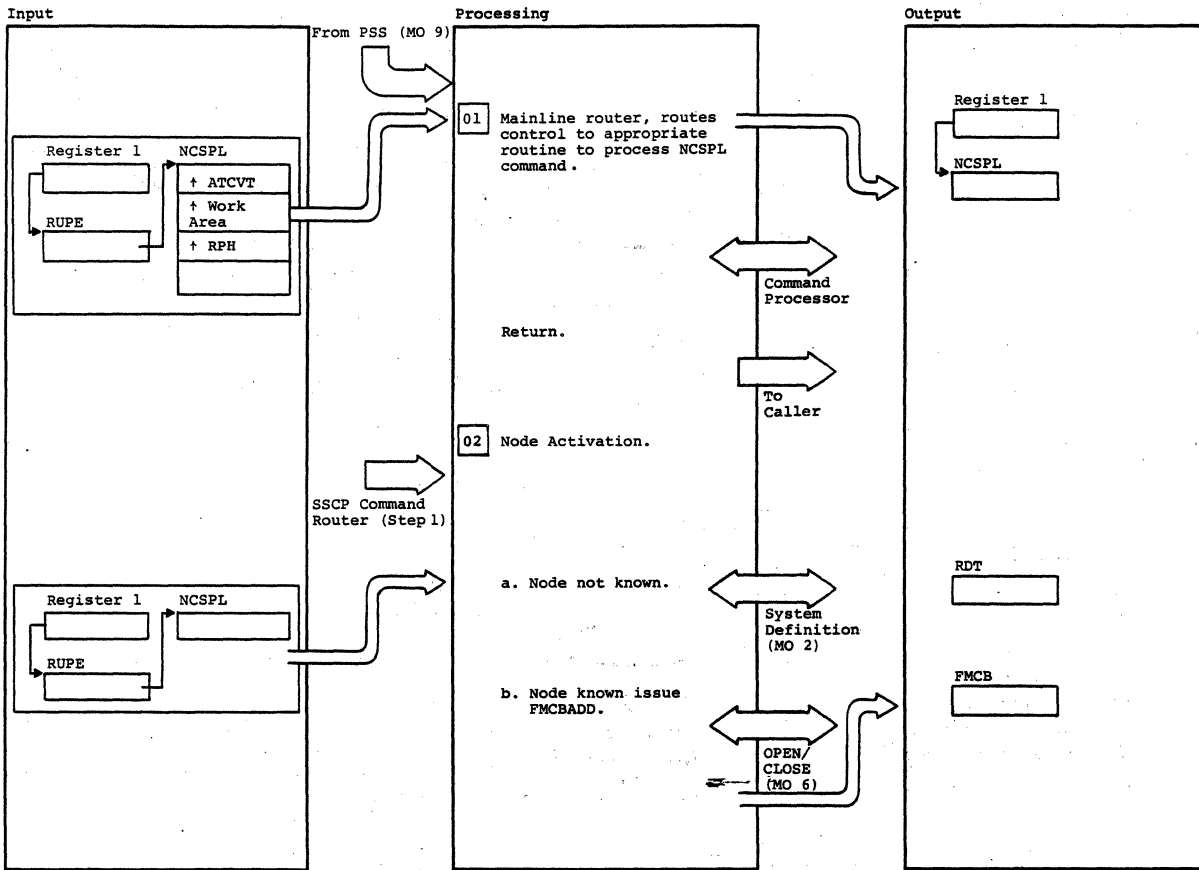 Input
Processing
Output
From PSS (MO 9)
Register 1
NCSPL
↑ ATCVT
↑ Work
Area
RUPE
↑ RPH
01 Mainline router, routes
control to appropriate
routine to process NCSPL
command.
Register 1
NCSPL
Command
Processor
Return.
To
Caller
02 Node Activation.
SSCP Command
Router (Step 1)
Register 1
NCSPL
RUPE
a. Node not known.
System
Definition
(MO 2)
RDT
b. Node known issue
FMCBADD.
OPEN/
CLOSE
(MO 6)
FMCB